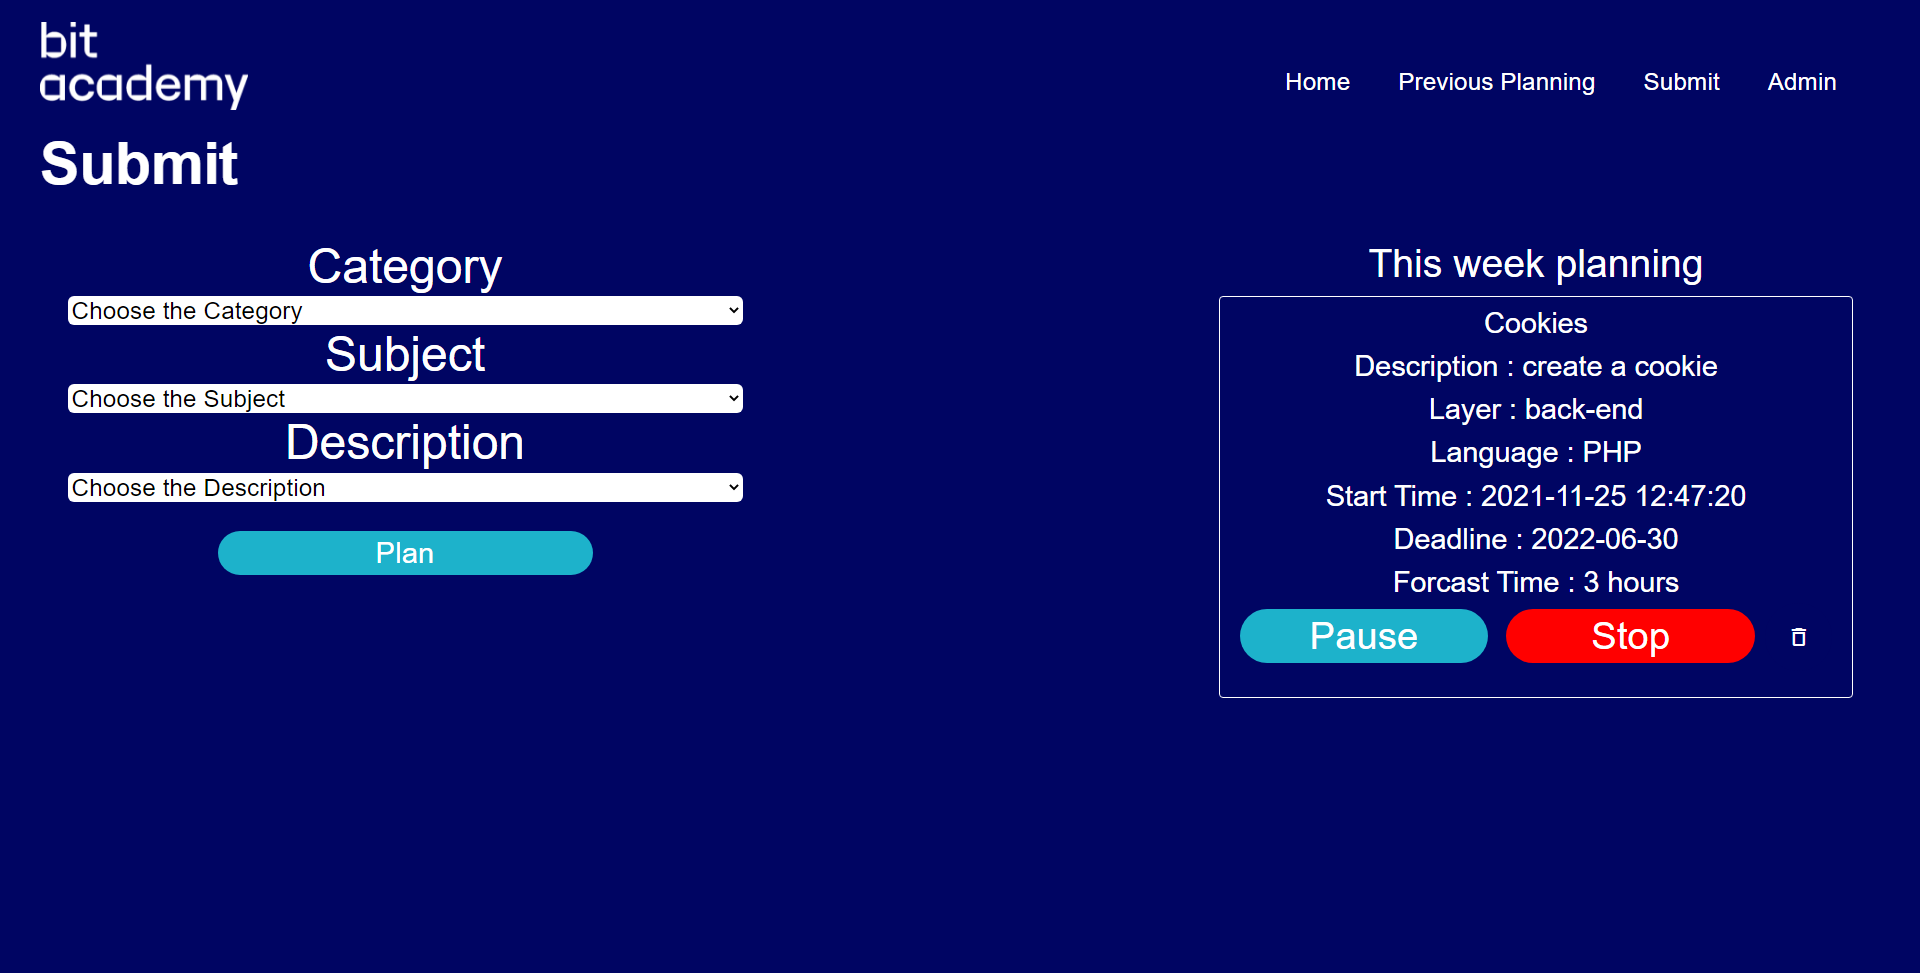 bit
academy
Home Previous Planning Submit Admin
Submit
Category
Choose the Category
Subject
Choose the Subject
Description
Choose the Description
Plan
This week planning
Cookies
Description : create a cookie
Layer : back-end
Language : PHP
Start Time : 2021-11-25 12:47:20
Deadline : 2022-06-30
Forcast Time : 3 hours
Pause Stop